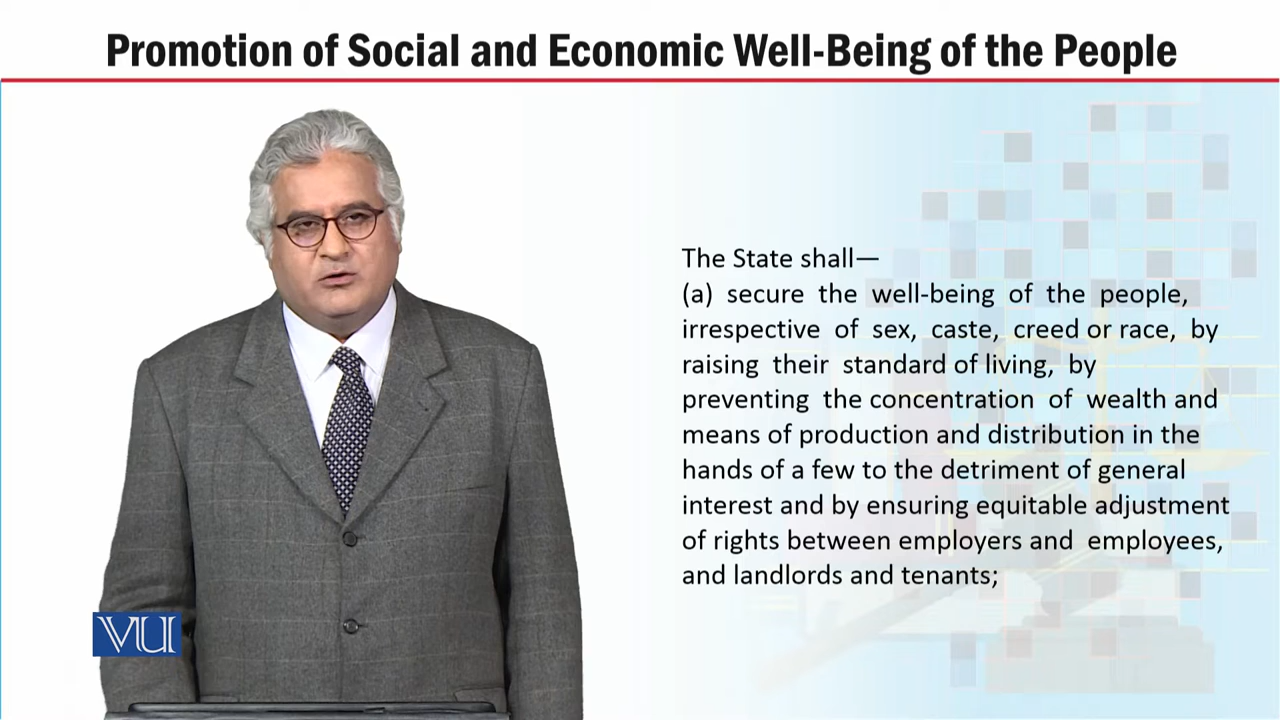 Promotion of Social and Economic Well-Being of the People
The State shall—
(a) secure the well-being of the people,
irrespective of sex, caste, creed or race, by
raising their standard of living, by
preventing the concentration of wealth and
means of production and distribution in the
hands of a few to the detriment of general
interest and by ensuring equitable adjustment
of rights between employers and employees,
and landlords and tenants;
VU